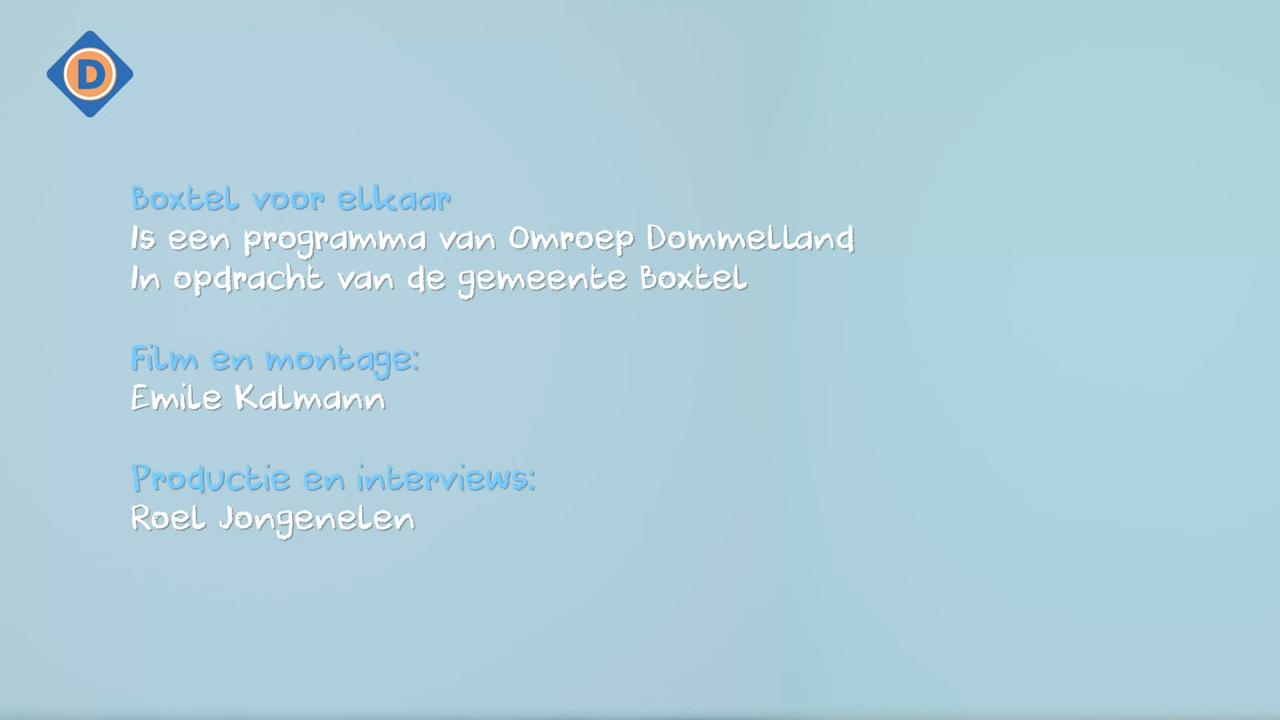 D
Boxtel voor elkaar
Is een programma van Omroep Dommelland
In opdracht van de gemeente Boxtel
Film en montage:
Emile Kalmann
Productie en interviews:
Roel Jongenelen